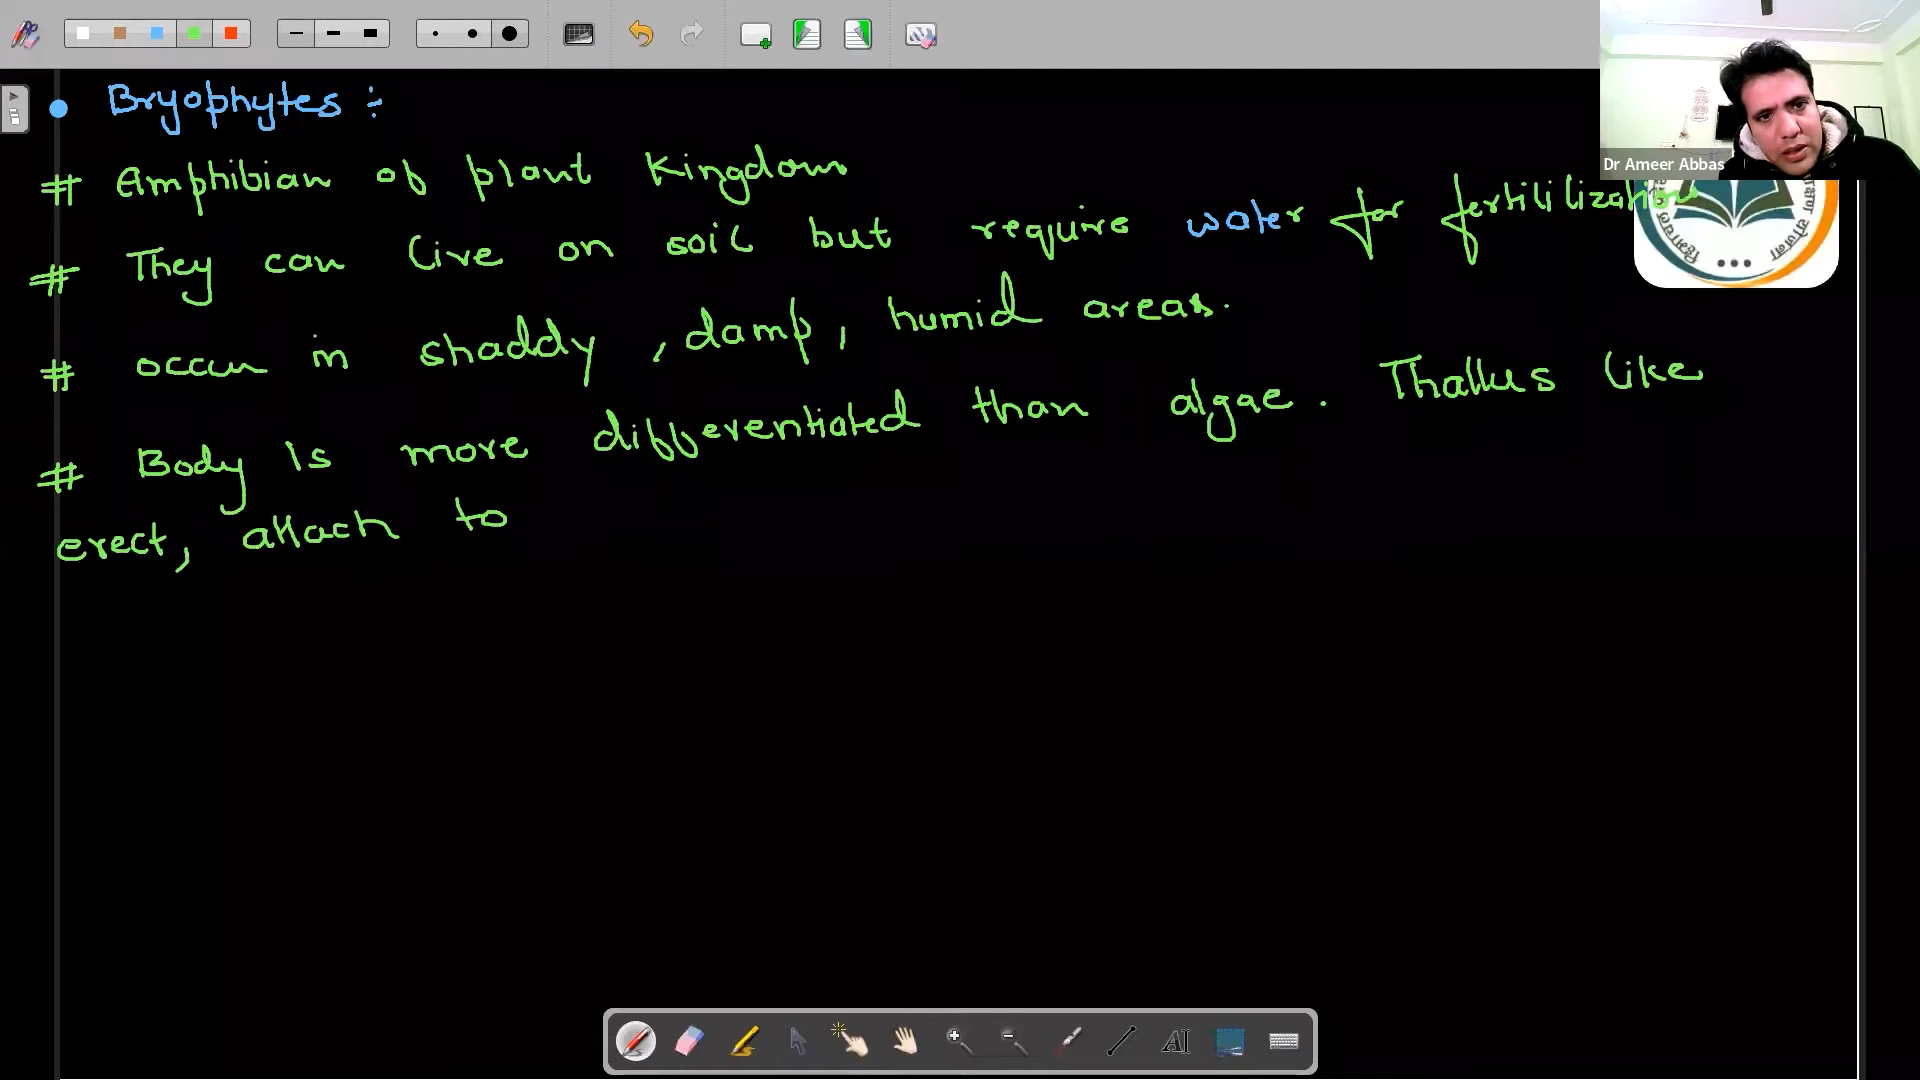 Bryophytes :-
# Amphibian of plant Kingdom
# They can live on soil but require water for fertililization
# occur in shaddy, damp, humid areas.
# Body is more differentiated than algae. Thallus like
erect, attach to
Dr Ameer Abbas